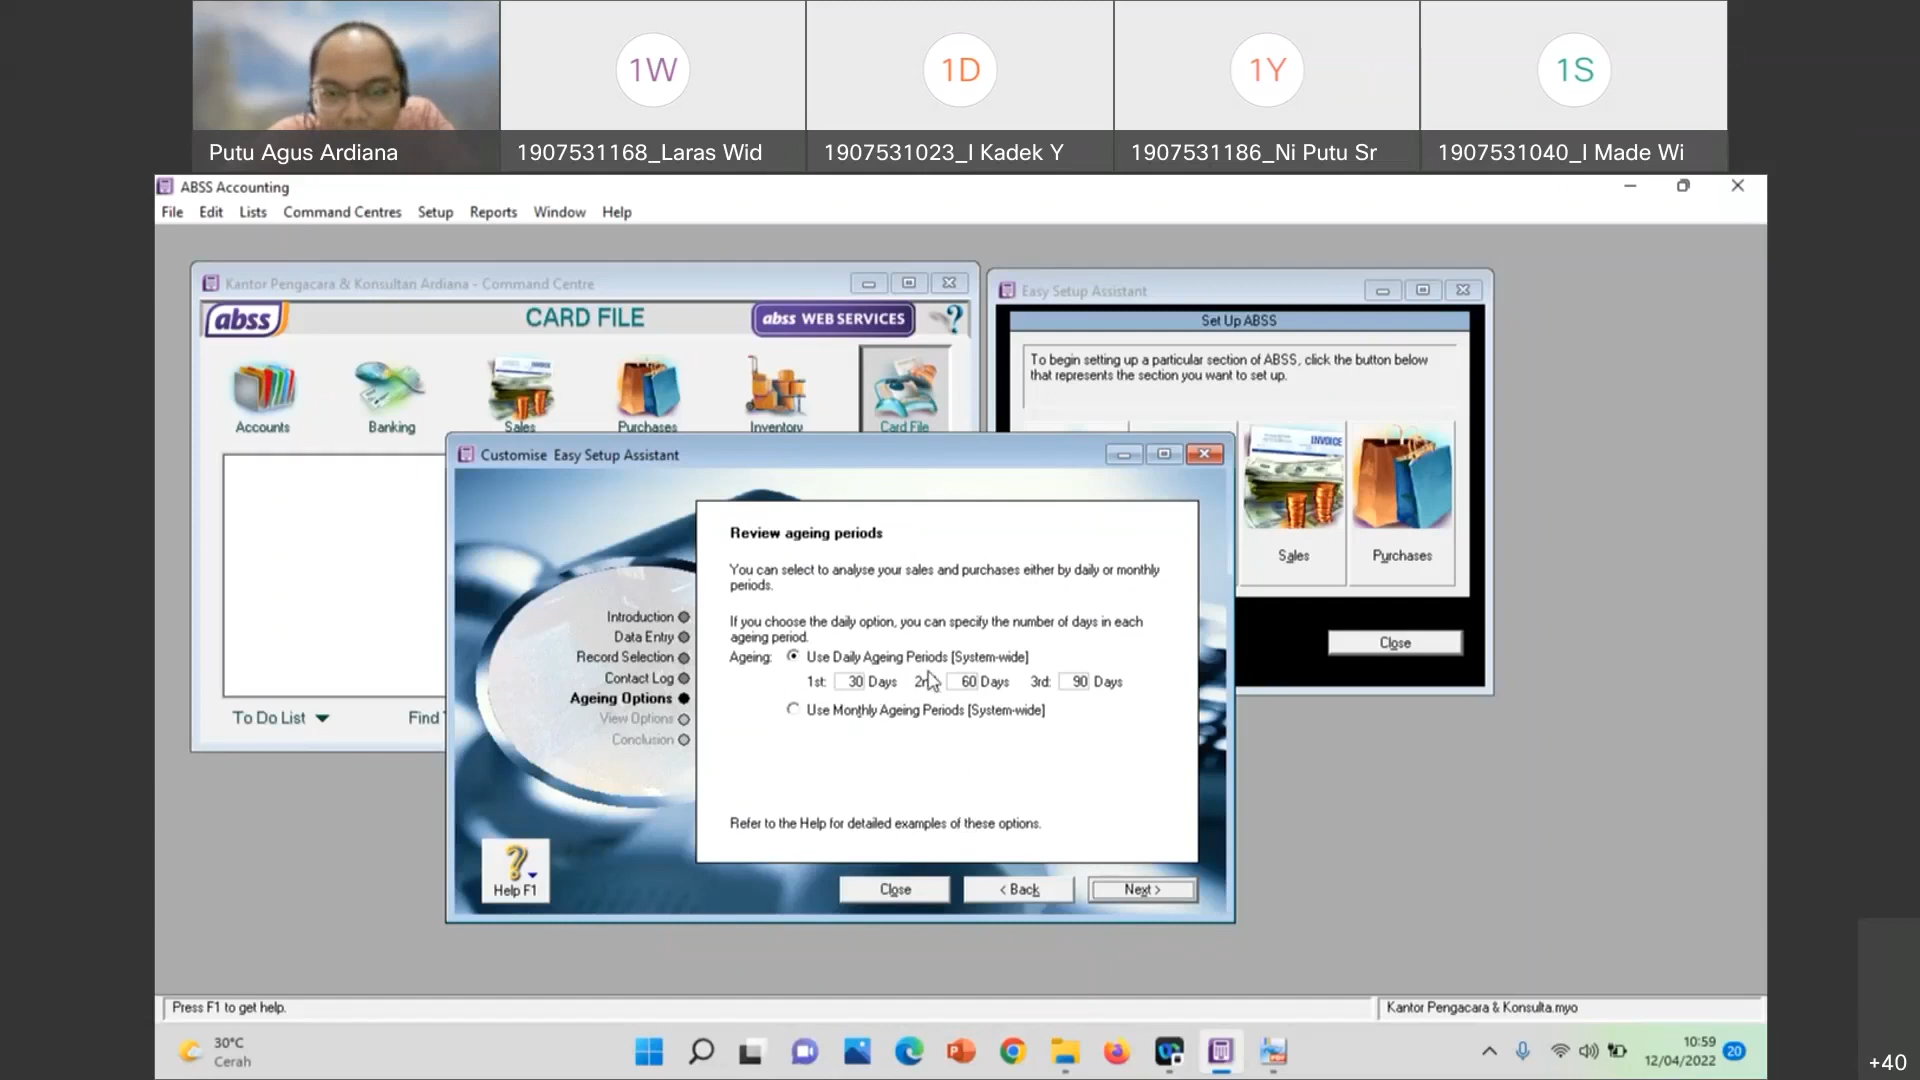 1W
1D
1Y
1S
Putu Agus Ardiana
1907531168_Laras Wid
1907531023_I Kadek Y
1907531186_Ni Putu Sr
1907531040_I Made Wi
ABSS Accounting
File Edit Lists Command Centres Setup Reports Window Help
Kantor Pengacara & Konsultan Ardiana - Command Centre
abss
CARD FILE
abss WEB SERVICES
?
Accounts
Banking
Sales
Purchases
Inventory
Card File
To Do List
Find
Easy Setup Assistant
Set Up ABSS
To begin setting up a particular section of ABSS, click the button below
that represents the section you want to set up.
INVOICE
Sales
Purchases
Close
Customise Easy Setup Assistant
Introduction
Data Entry
Record Selection
Contact Log
Ageing Options
View Options
Conclusion
Review ageing periods
You can select to analyse your sales and purchases either by daily or monthly
periods.
If you choose the daily option, you can specify the number of days in each
ageing period.
Ageing: Use Daily Ageing Periods [System-wide]
1st: 30 Days 60 Days 3rd: 90 Days
Use Monthly Ageing Periods [System-wide]
Refer to the Help for detailed examples of these options.
Help F1
Close
< Back
Next >
Press F1 to get help.
Kantor Pengacara & Konsulta.myo
30°C
Cerah
10:59
12/04/2022
20
+40